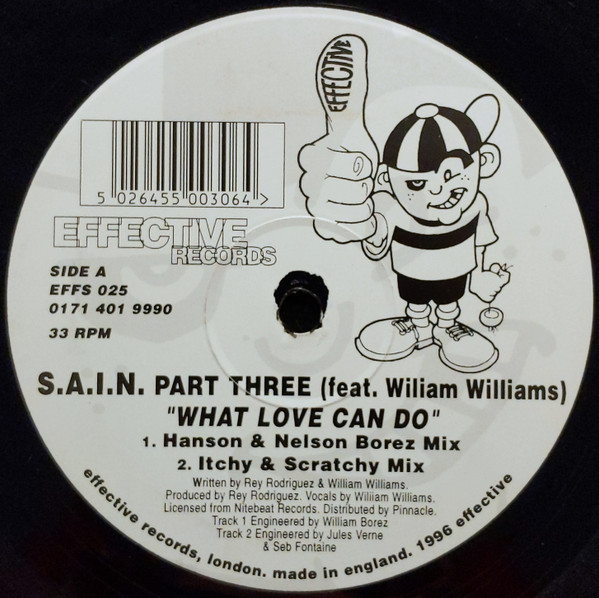 EFFECTIVE
5 026455 003064 >
EFFECTIVE
RECORDS
SIDE A
EFFS 025
0171 401 9990
33 RPM
S.A.I.N. PART THREE (feat. Wiliam Williams)
"WHAT LOVE CAN DO"
1. Hanson & Nelson Borez Mix
2. Itchy & Scratchy Mix
Written by Rey Rodriguez & William Williams.
Produced by Rey Rodriguez. Vocals by Wiliiam Williams.
Licensed from Nitebeat Records. Distributed by Pinnacle.
Track 1 Engineered by William Borez
Track 2 Engineered by Jules Verne
& Seb Fontaine
effective records, london. made in england. 1996 effective